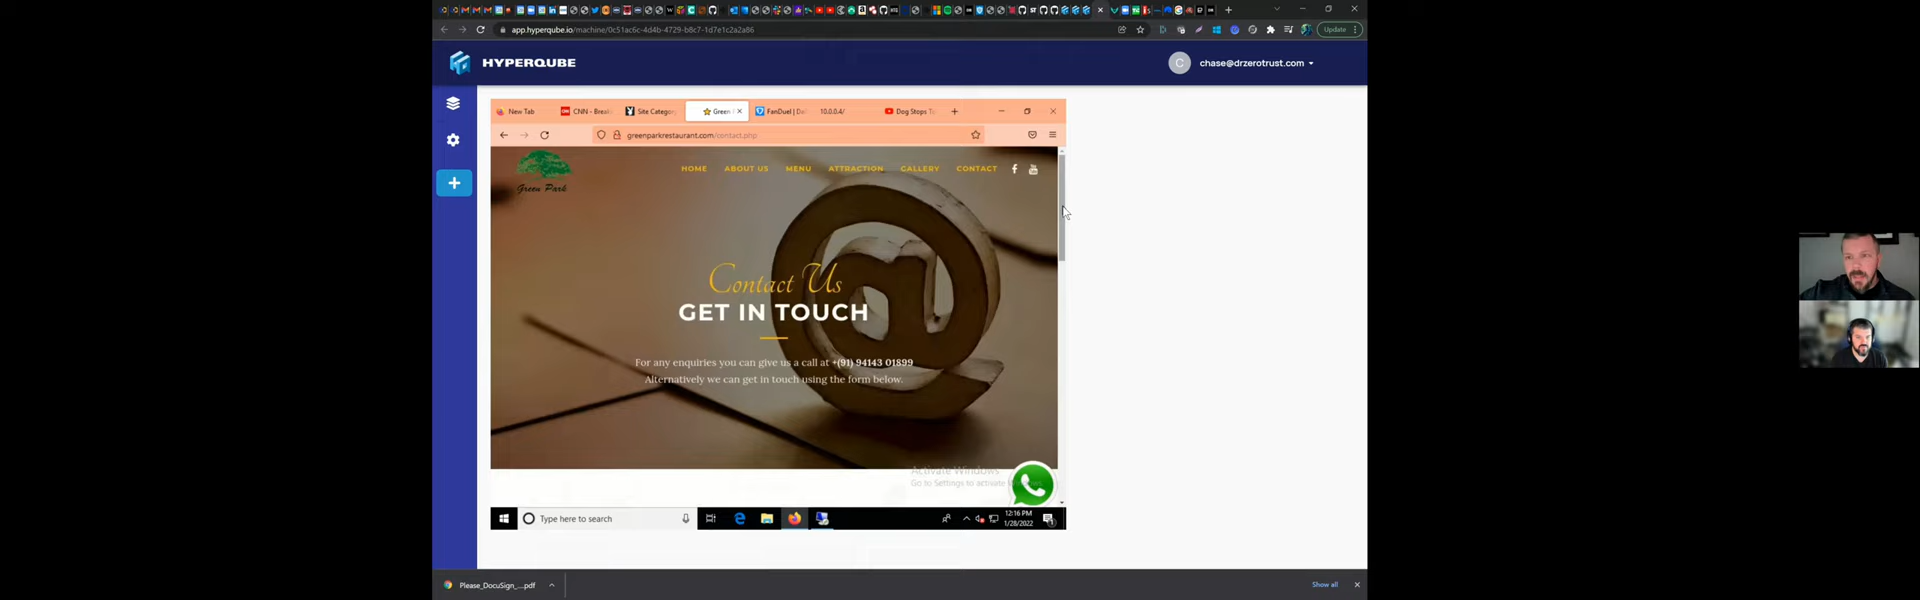 app.hyperqube.io/machine/0c51ac6c-4d4b-4729-b8c7-1d7e1c2a2a86
Update
HYPERQUBE
C
chase@drzerotrust.com
New Tab
CNN - Break
Site Category
Green
FanDuel | Dai
10.0.0.4/
Dog Stops To
greenparkrestaurant.com/contact.php
Green Park
HOME
ABOUT US
MENU
ATTRACTION
GALLERY
CONTACT
Contact Us
GET IN TOUCH
For any enquiries you can give us a call at +(91) 94143 01899
Alternatively we can get in touch using the form below.
Activate Windows
Go to Settings to activate
Type here to search
12:16 PM
1/28/2022
Please_DocuSign_....pdf
Show all